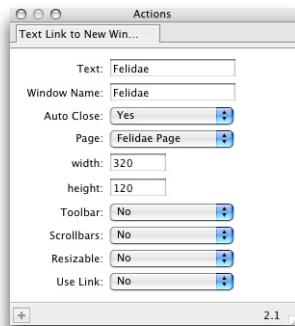 Actions
Text Link to New Win...
Text: Felidae
Window Name: Felidae
Auto Close: Yes
Page: Felidae Page
width: 320
height: 120
Toolbar: No
Scrollbars: No
Resizable: No
Use Link: No
+ 2.1